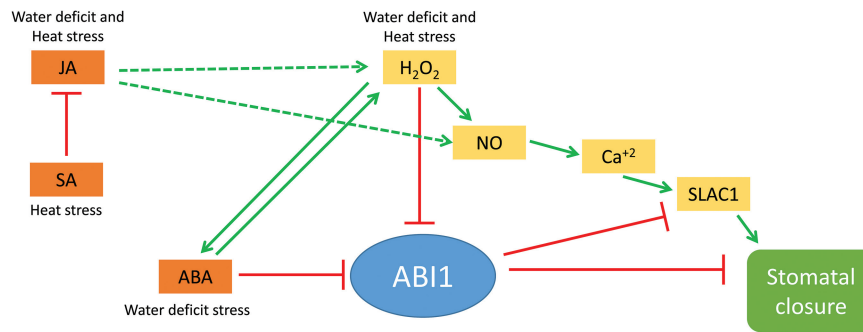 Water deficit and
Heat stress
JA
SA
Heat stress
Water deficit and
Heat stress
H₂O₂
NO
Ca⁺²
SLAC1
ABA
Water deficit stress
ABI1
Stomatal
closure